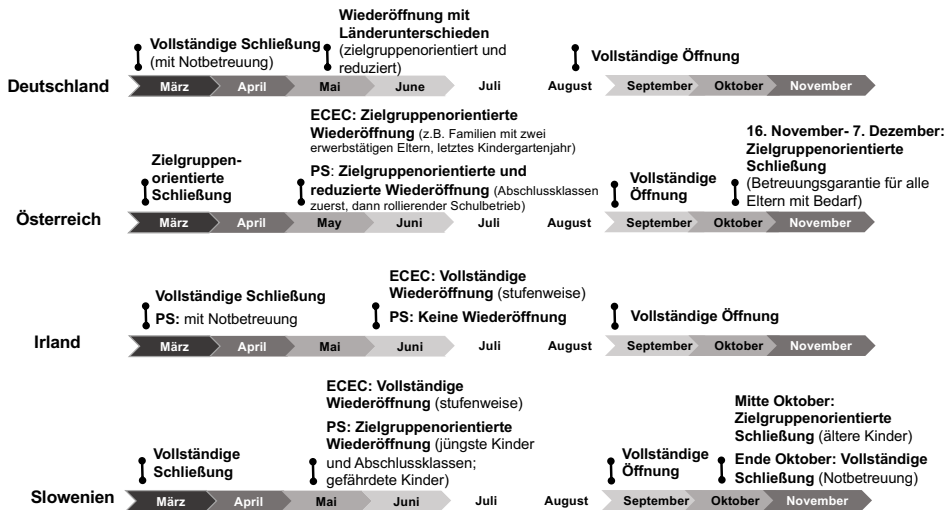 Wiederöffnung mit
Länderunterschieden
(zielgruppenorientiert und
reduziert)
Vollständige Schließung
(mit Notbetreuung)
Vollständige Öffnung
Deutschland
März April Mai June Juli August September Oktober November
ECEC: Zielgruppenorientierte
Wiederöffnung (z.B. Familien mit zwei
erwerbstätigen Eltern, letztes Kindergartenjahr)
PS: Zielgruppenorientierte und
reduzierte Wiederöffnung (Abschlussklassen
zuerst, dann rollierender Schulbetrieb)
Zielgruppen-
orientierte
Schließung
Vollständige
Öffnung
16. November- 7. Dezember:
Zielgruppenorientierte
Schließung
(Betreuungsgarantie für alle
Eltern mit Bedarf)
Österreich
März April May Juni Juli August September Oktober November
ECEC: Vollständige
Wiederöffnung (stufenweise)
PS: Keine Wiederöffnung
Vollständige Schließung
PS: mit Notbetreuung
Vollständige Öffnung
Irland
März April Mai Juni Juli August September Oktober November
ECEC: Vollständige
Wiederöffnung (stufenweise)
PS: Zielgruppenorientierte
Wiederöffnung (jüngste Kinder
und Abschlussklassen;
gefährdete Kinder)
Vollständige
Schließung
Vollständige
Öffnung
Mitte Oktober:
Zielgruppenorientierte
Schließung (ältere Kinder)
Ende Oktober: Vollständige
Schließung (Notbetreuung)
Slowenien
März April Mai Juni Juli August September Oktober November